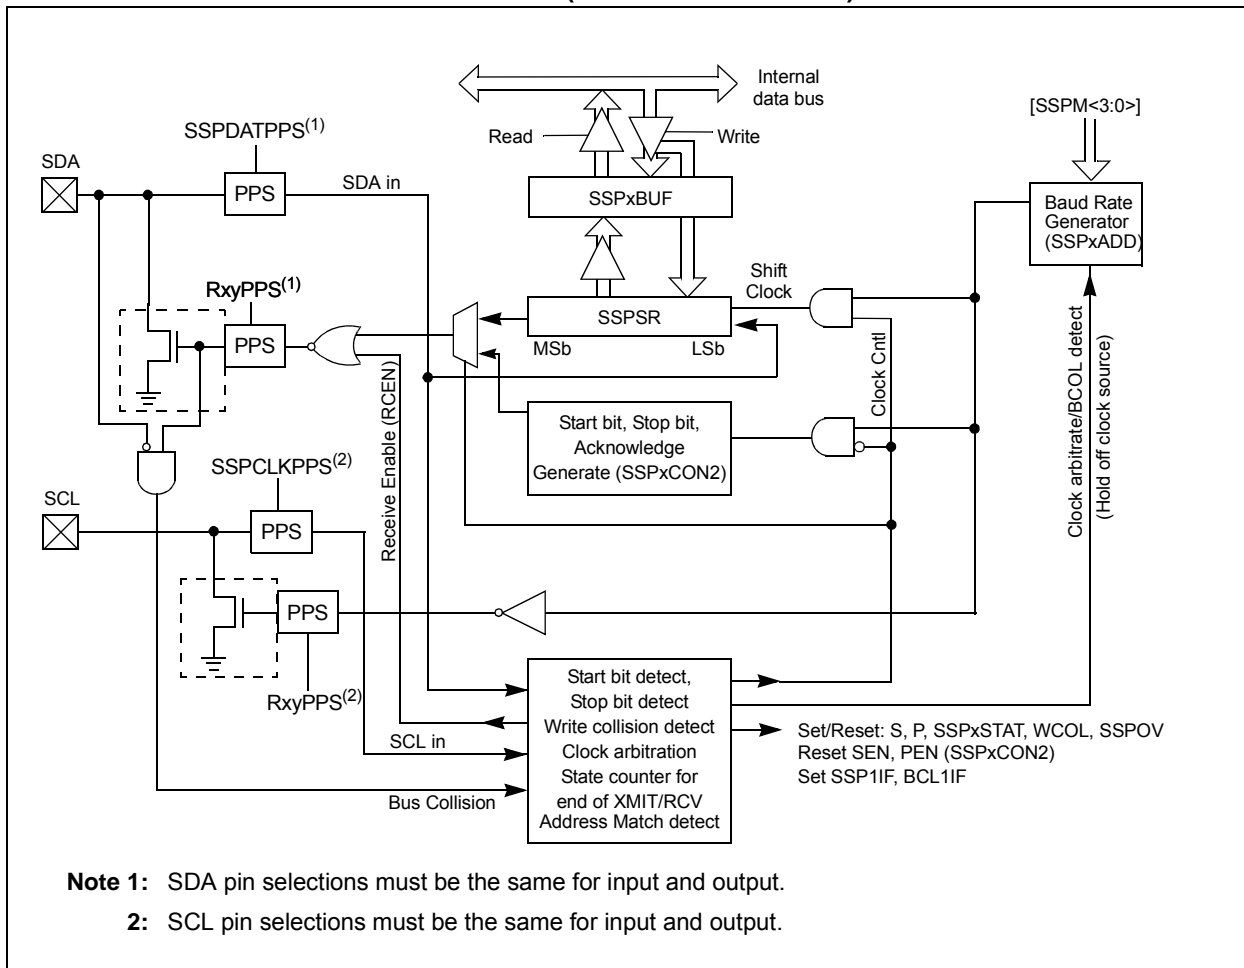 Internal
data bus
[SSPM<3:0>]
Read
Write
SSPDATPPS(1)
SDA
PPS
SDA in
SSPxBUF
Baud Rate
Generator
(SSPxADD)
Shift
Clock
RxyPPS(1)
PPS
SSPSR
MSb
LSb
Start bit, Stop bit,
Acknowledge
Generate (SSPxCON2)
Clock Cntl
Receive Enable (RCEN)
Clock arbitrate/BCOL detect
(Hold off clock source)
SSPCLKPPS(2)
SCL
PPS
PPS
RxyPPS(2)
SCL in
Bus Collision
Start bit detect,
Stop bit detect
Write collision detect
Clock arbitration
State counter for
end of XMIT/RCV
Address Match detect
Set/Reset: S, P, SSPxSTAT, WCOL, SSPOV
Reset SEN, PEN (SSPxCON2)
Set SSP1IF, BCL1IF
Note 1: SDA pin selections must be the same for input and output.
2: SCL pin selections must be the same for input and output.